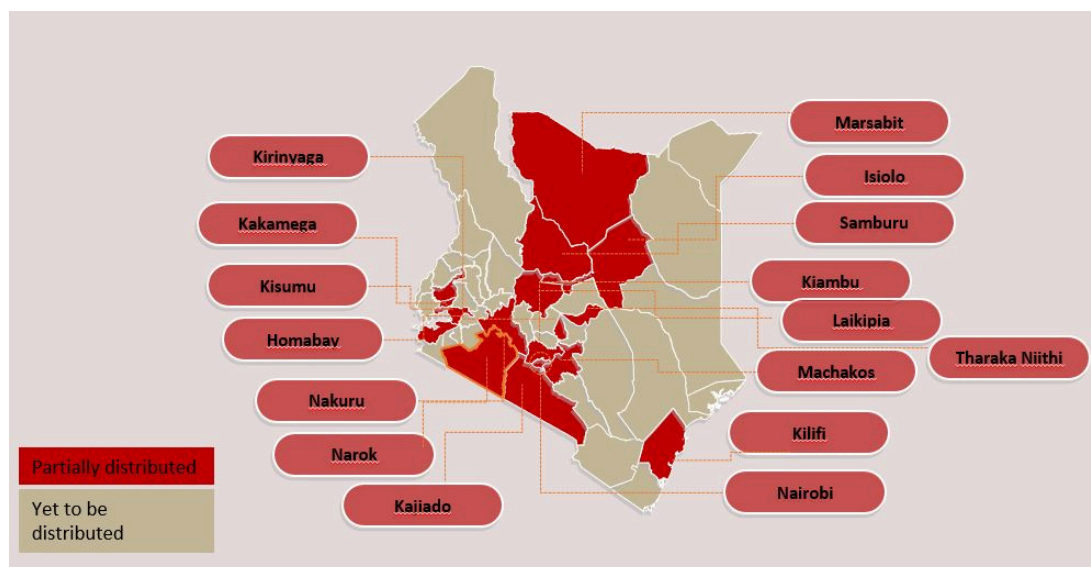 Kirinyaga
Kakamega
Kisumu
Homabay
Nakuru
Narok
Kajiado
Marsabit
Isiolo
Samburu
Kiambu
Laikipia
Tharaka Niithi
Machakos
Kilifi
Nairobi
Partially distributed
Yet to be
distributed